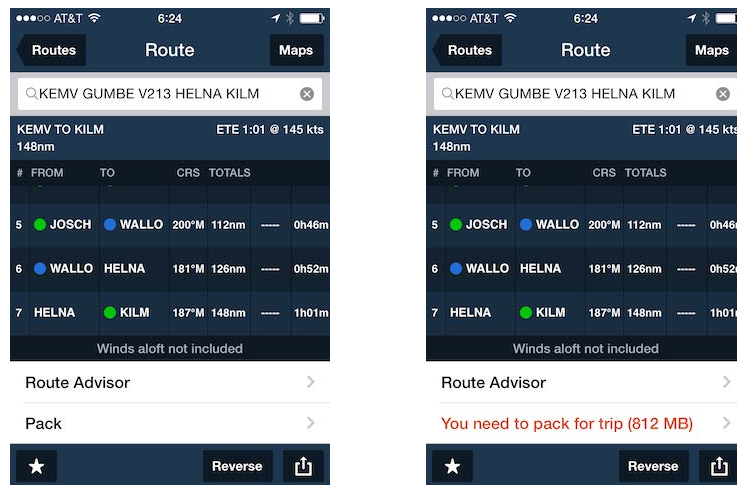 AT&T 6:24
Routes Route Maps
KEMV GUMBE V213 HELNA KILM
KEMV TO KILM ETE 1:01 @ 145 kts
148nm
# FROM TO CRS TOTALS
5 JOSCH WALLO 200°M 112nm ----- 0h46m
6 WALLO HELNA 181°M 126nm ----- 0h52m
7 HELNA KILM 187°M 148nm ----- 1h01m
Winds aloft not included
Route Advisor
Pack
Reverse
AT&T 6:24
Routes Route Maps
KEMV GUMBE V213 HELNA KILM
KEMV TO KILM ETE 1:01 @ 145 kts
148nm
# FROM TO CRS TOTALS
5 JOSCH WALLO 200°M 112nm ----- 0h46
6 WALLO HELNA 181°M 126nm ----- 0h52
7 HELNA KILM 187°M 148nm ----- 1h01
Winds aloft not included
Route Advisor
You need to pack for trip (812 MB)
Reverse